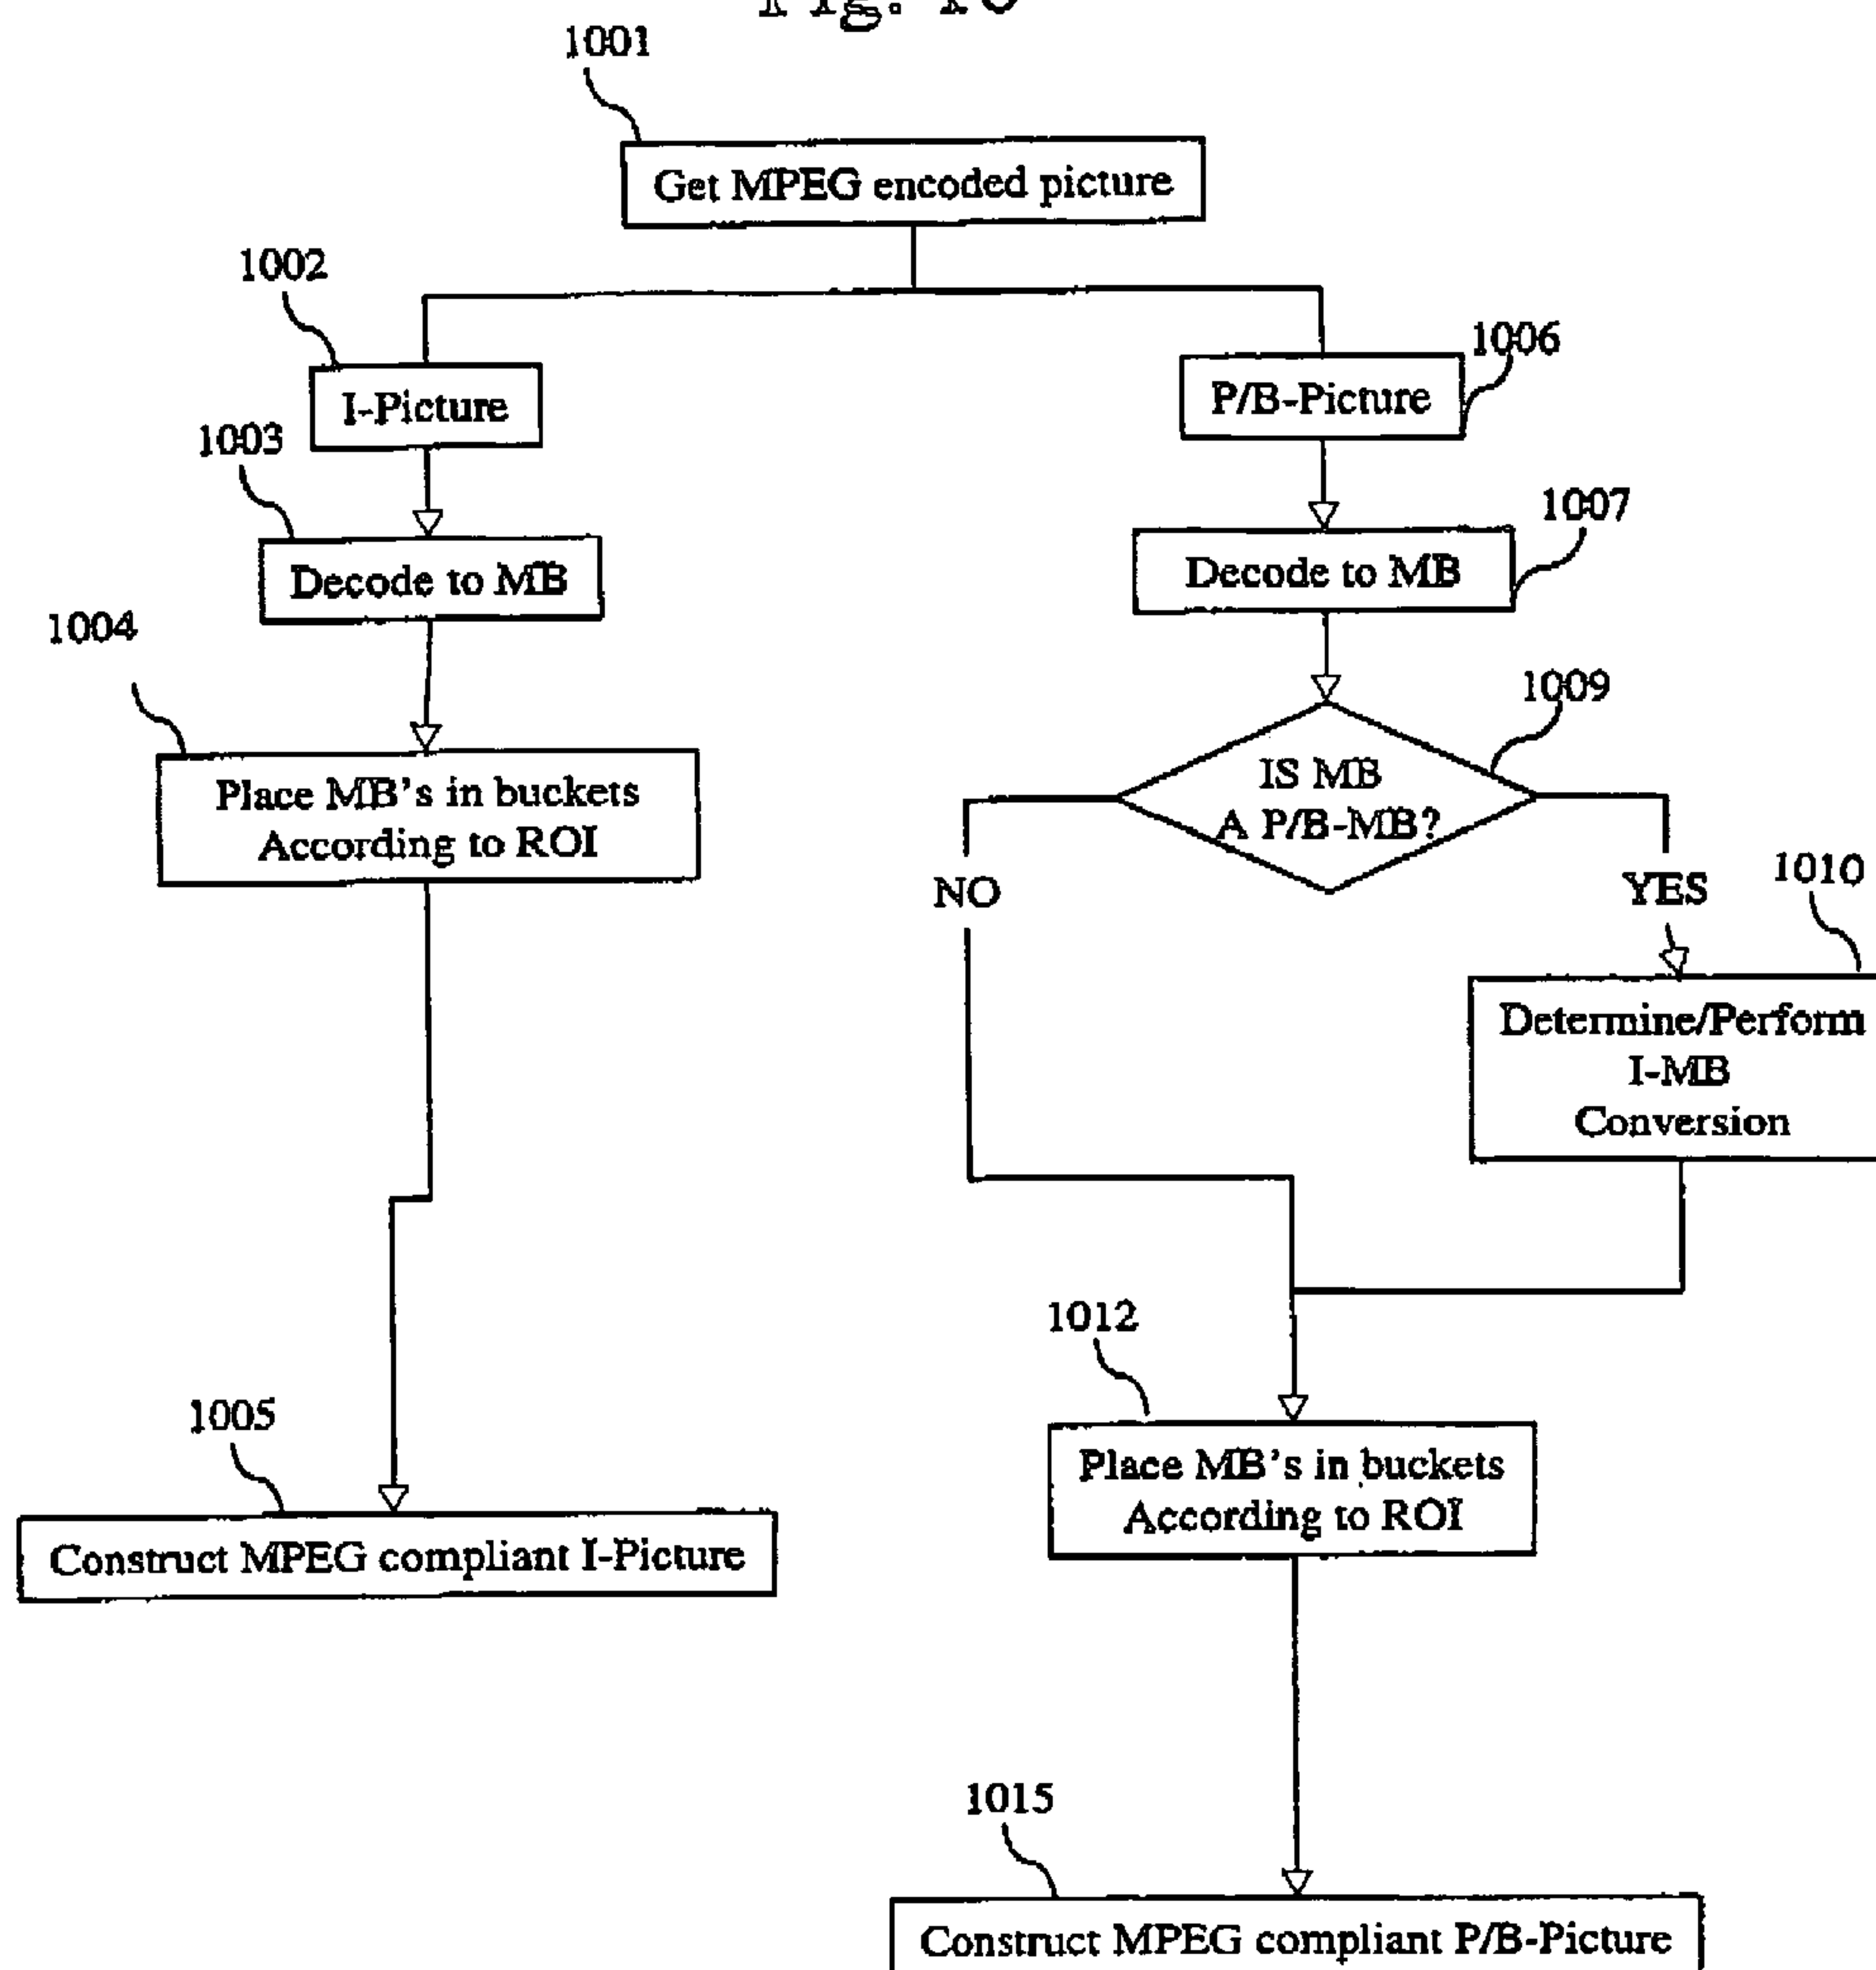 Fig. 10
1001
Get MPEG encoded picture
1002
I-Picture
1003
Decode to MB
1004
Place MB's in buckets
According to ROI
1005
Construct MPEG compliant I-Picture
1006
P/B-Picture
1007
Decode to MB
1009
IS MB
A P/B-MB?
NO
YES
1010
Determine/Perform
I-MB
Conversion
1012
Place MB's in buckets
According to ROI
1015
Construct MPEG compliant P/B-Picture